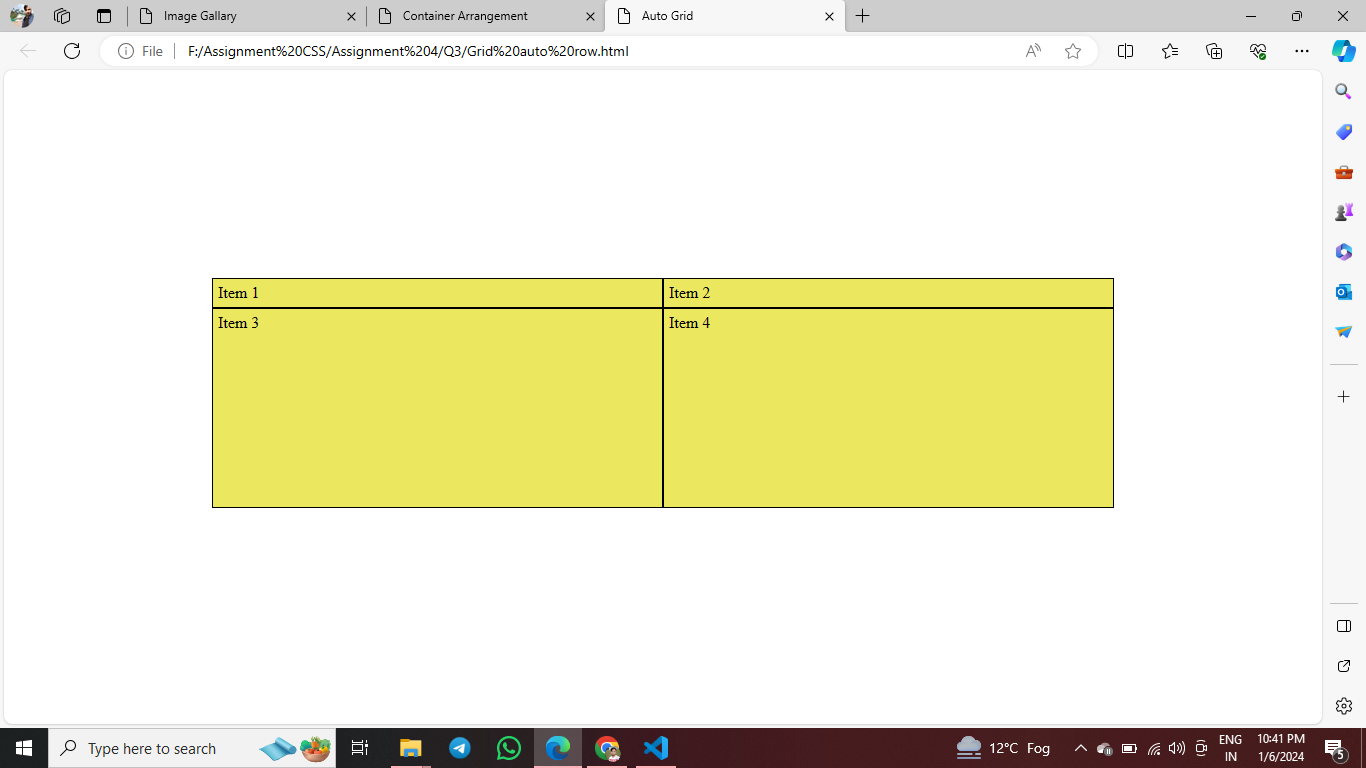 Image Gallary
Container Arrangement
Auto Grid
File
F:/Assignment%20CSS/Assignment%204/Q3/Grid%20auto%20row.html
Item 1
Item 2
Item 3
Item 4
Type here to search
12°C Fog
ENG
IN
10:41 PM
1/6/2024
5